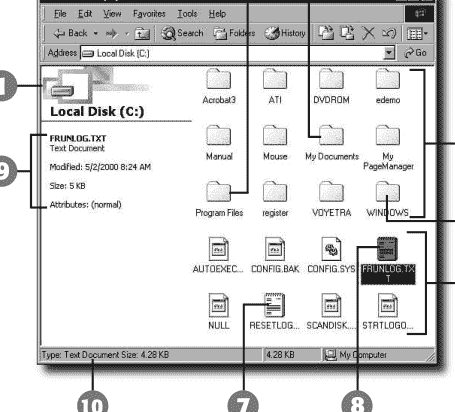 File Edit View Favorites Tools Help
Back Search Folders History
Address Local Disk (C:) Go
Local Disk (C:)
FRUNLOG.TXT
Text Document
Modified: 5/2/2000 8:24 AM
Size: 5 KB
Attributes: (normal)
Acrobat3 ATI DVDROM edemo
Manual Mouse My Documents My PageManager
Program Files register VOYETRA WINDOWS
AUTOEXEC... CONFIG.BAK CONFIG.SYS FRUNLOG.TXT
NULL RESETLOG... SCANDISK... STRTLOGO...
Type: Text Document Size: 4.28 KB 4.28 KB My Computer
1
9
10 7 8